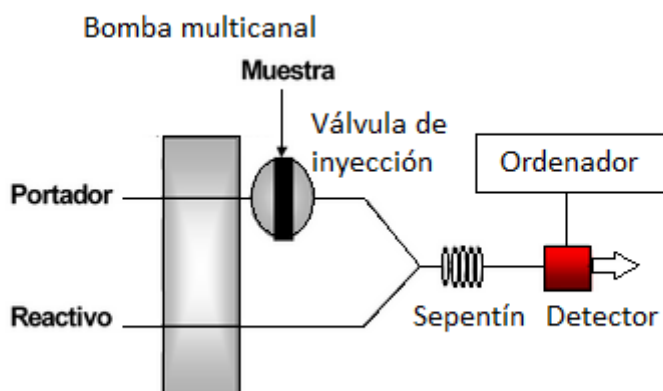 Bomba multicanal
Muestra
Válvula de
inyección
Ordenador
Portador
Reactivo
Sepentín
Detector